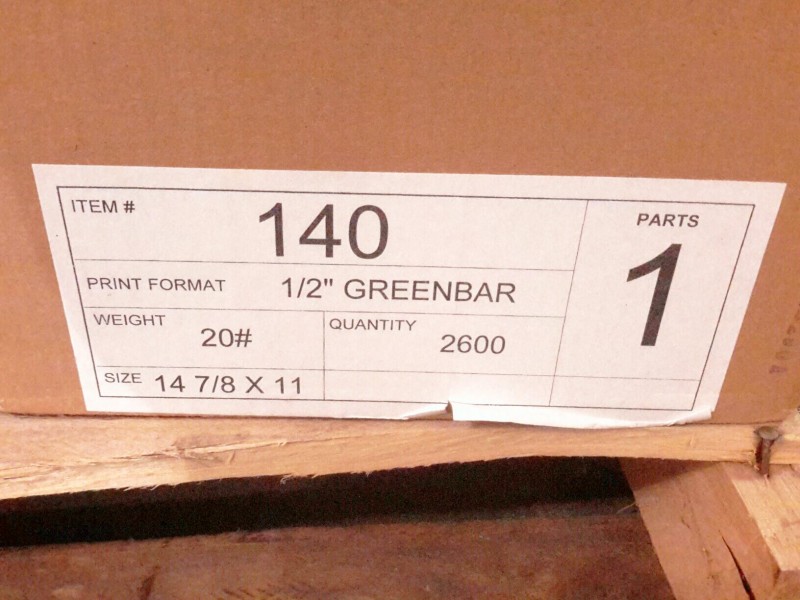 ITEM # 140
PARTS
1
PRINT FORMAT 1/2" GREENBAR
WEIGHT 20#
QUANTITY 2600
SIZE 14 7/8 X 11